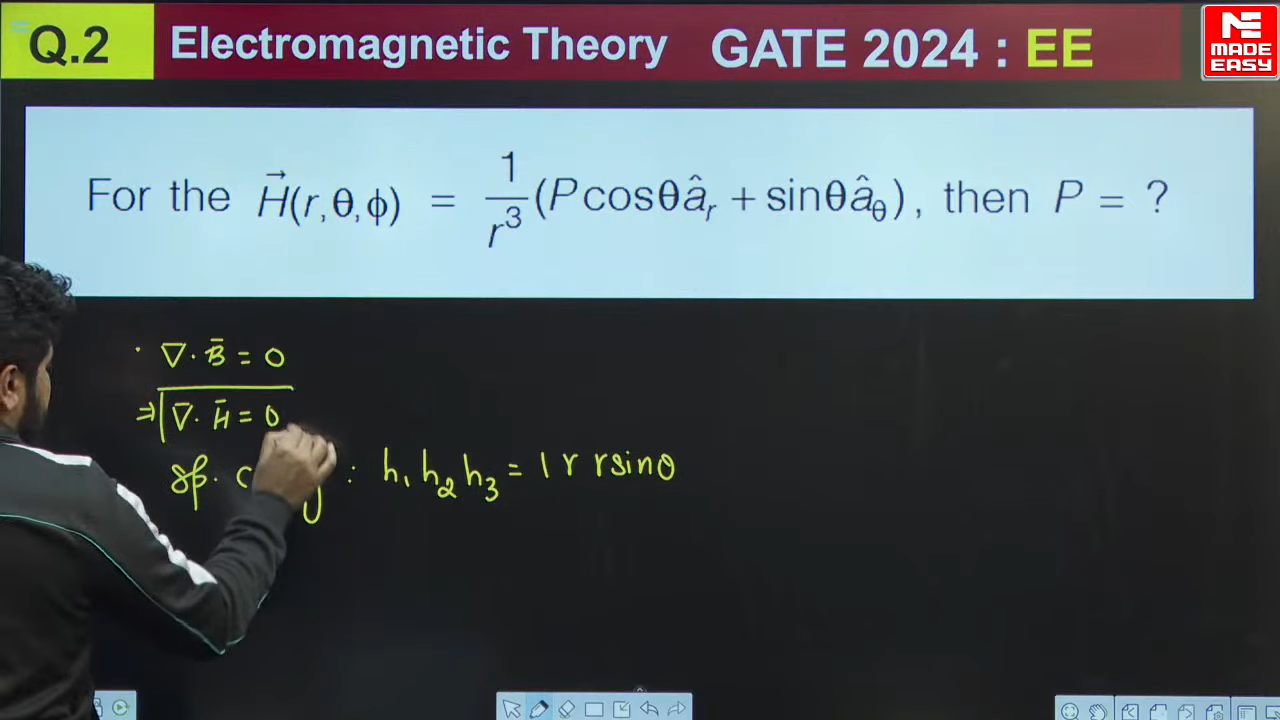 Q.2 Electromagnetic Theory GATE 2024 : EE
MADE EASY
For the H⃗(r,θ,ϕ) = 1/r³ (P cosθ â_r + sinθ â_θ), then P = ?
· ∇·B̄ = 0
⇒ ∇̄·H̄ = 0
sp. : h₁ h₂ h₃ = 1 r r sinθ